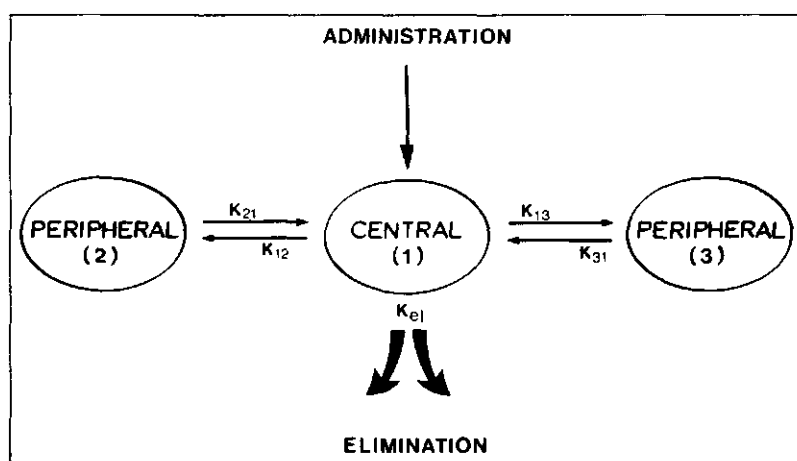 ADMINISTRATION
K21
K13
PERIPHERAL
(2)
CENTRAL
(1)
PERIPHERAL
(3)
K12
K31
Kel
ELIMINATION